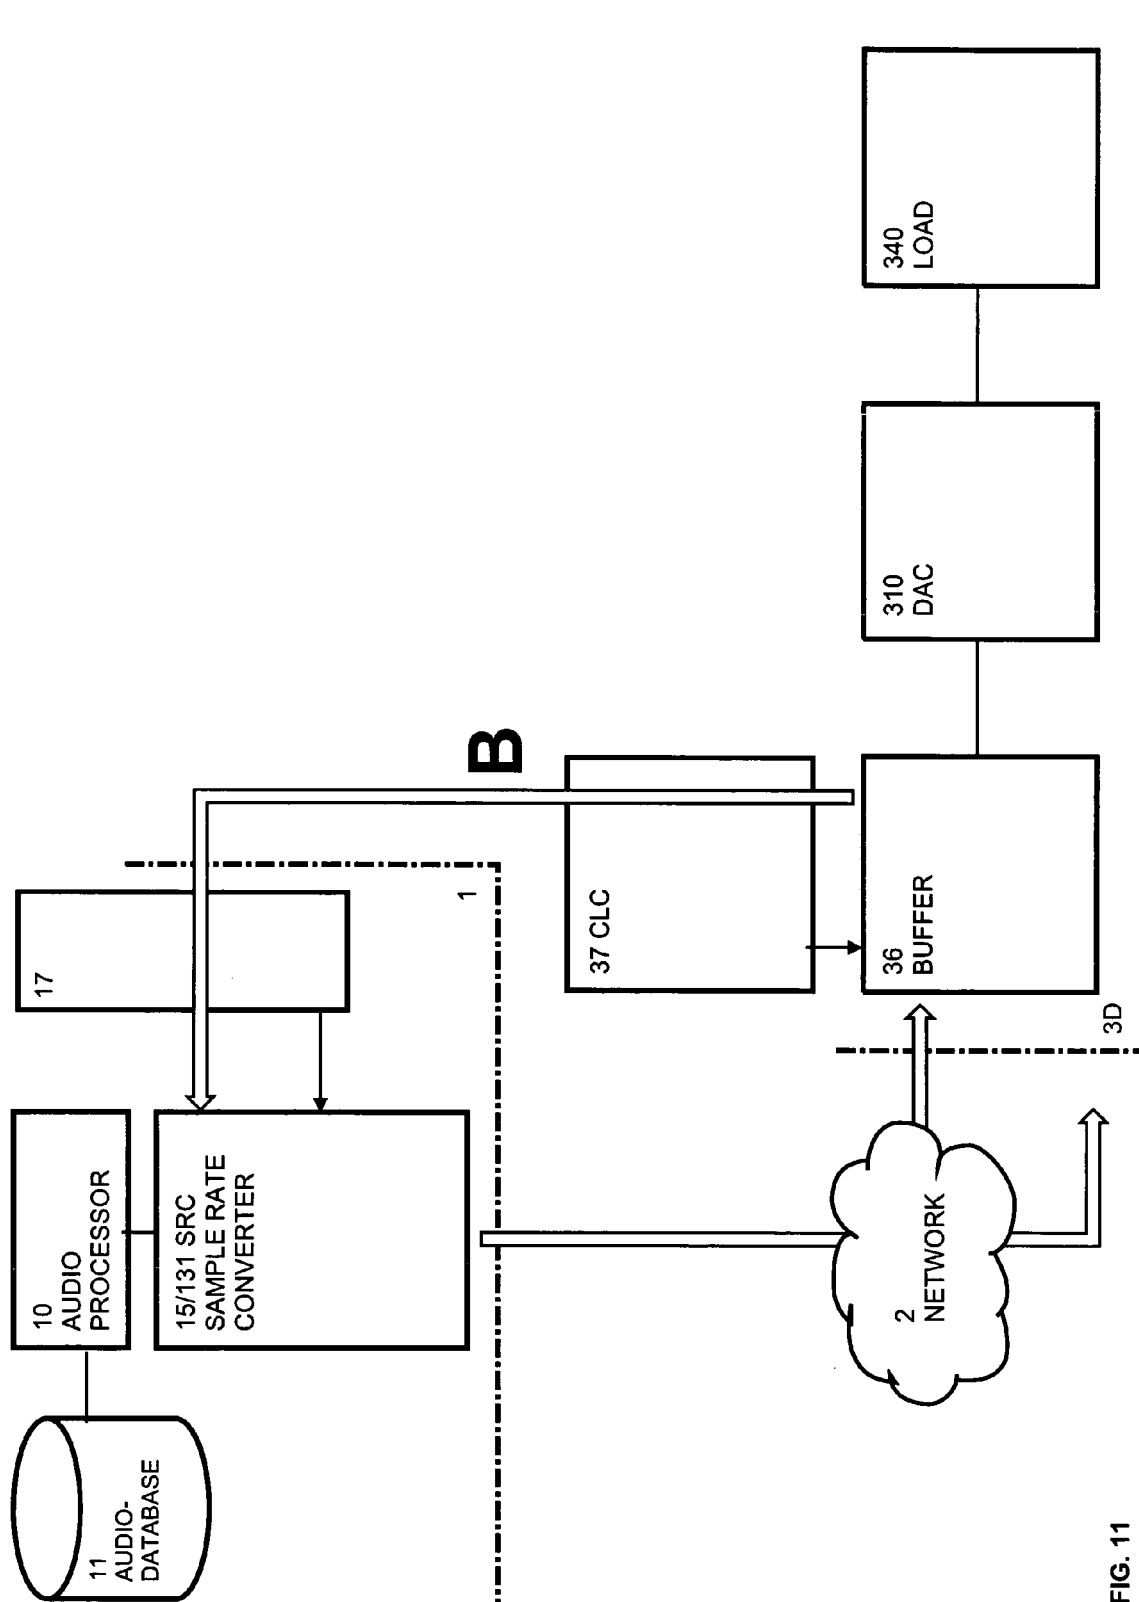 11
AUDIO-
DATABASE
10
AUDIO
PROCESSOR
17
15/131 SRC
SAMPLE RATE
CONVERTER
1
B
37 CLC
2
NETWORK
36
BUFFER
310
DAC
340
LOAD
3D
FIG. 11